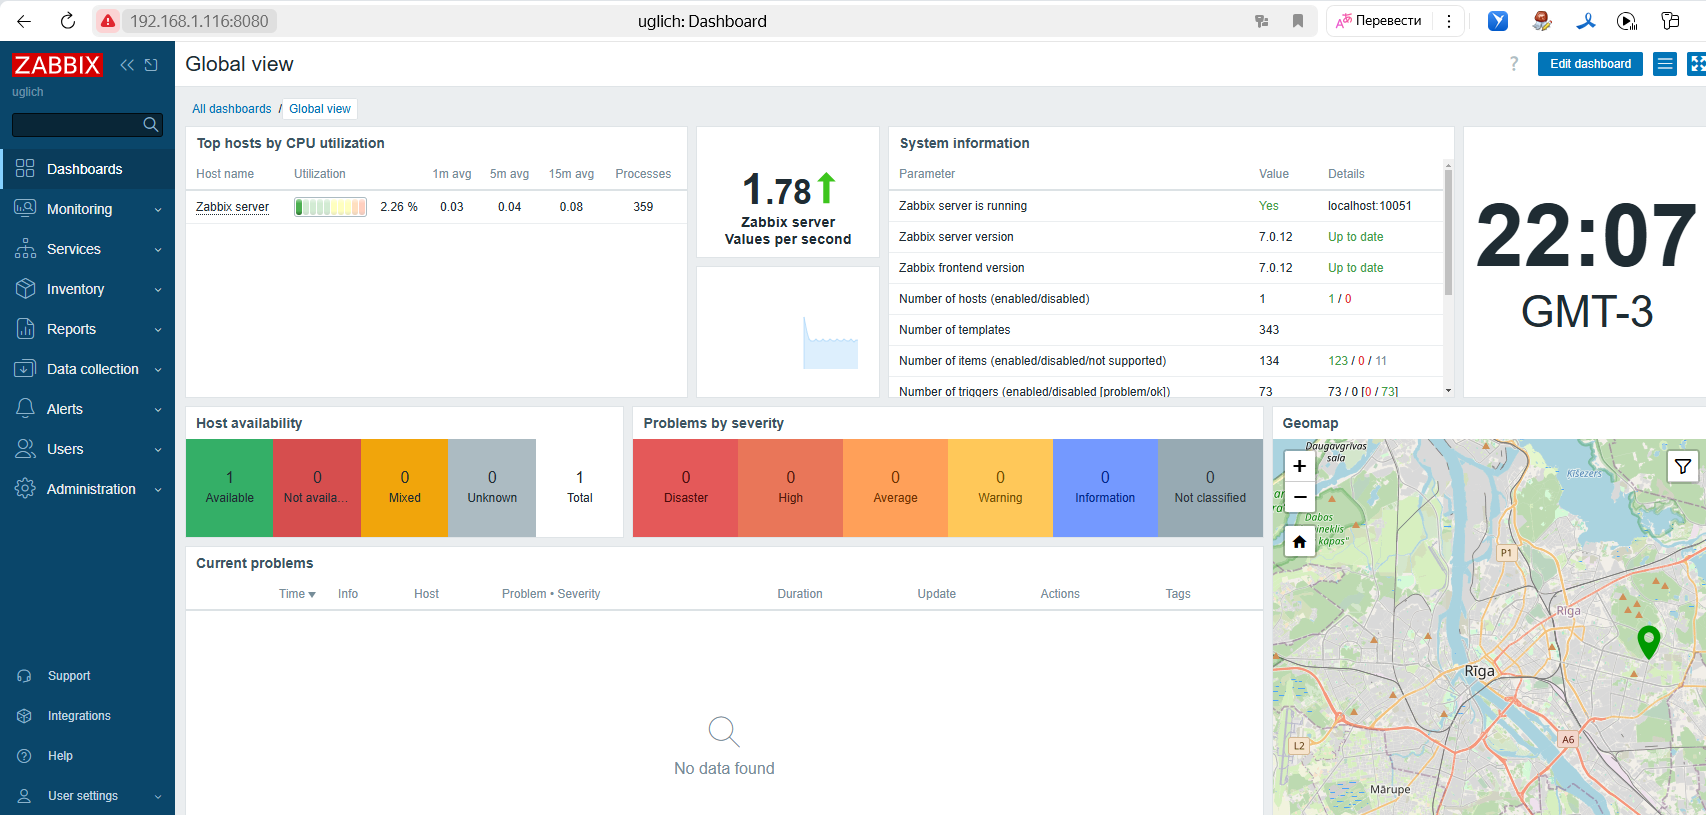 192.168.1.116:8080
uglich: Dashboard
Перевести
ZABBIX
uglich
Dashboards
Monitoring
Services
Inventory
Reports
Data collection
Alerts
Users
Administration
Support
Integrations
Help
User settings
Global view
?
Edit dashboard
All dashboards / Global view
Top hosts by CPU utilization
Host name Utilization 1m avg 5m avg 15m avg Processes
Zabbix server 2.26 % 0.03 0.04 0.08 359
1.78
Zabbix server
Values per second
System information
Parameter Value Details
Zabbix server is running Yes localhost:10051
Zabbix server version 7.0.12 Up to date
Zabbix frontend version 7.0.12 Up to date
Number of hosts (enabled/disabled) 1 1 / 0
Number of templates 343
Number of items (enabled/disabled/not supported) 134 123 / 0 / 11
Number of triggers (enabled/disabled [problem/ok]) 73 73 / 0 [0 / 73]
22:07
GMT-3
Host availability
1 0 0 0 1
Available Not availa... Mixed Unknown Total
Problems by severity
0 0 0 0 0 0
Disaster High Average Warning Information Not classified
Current problems
Time Info Host Problem • Severity Duration Update Actions Tags
No data found
Geomap
Daugavgrīvas
sala
Ķīšezers
+
−
Dabas
kāpas"
P1
Rīga
Rīga
A6
L2
Mārupe